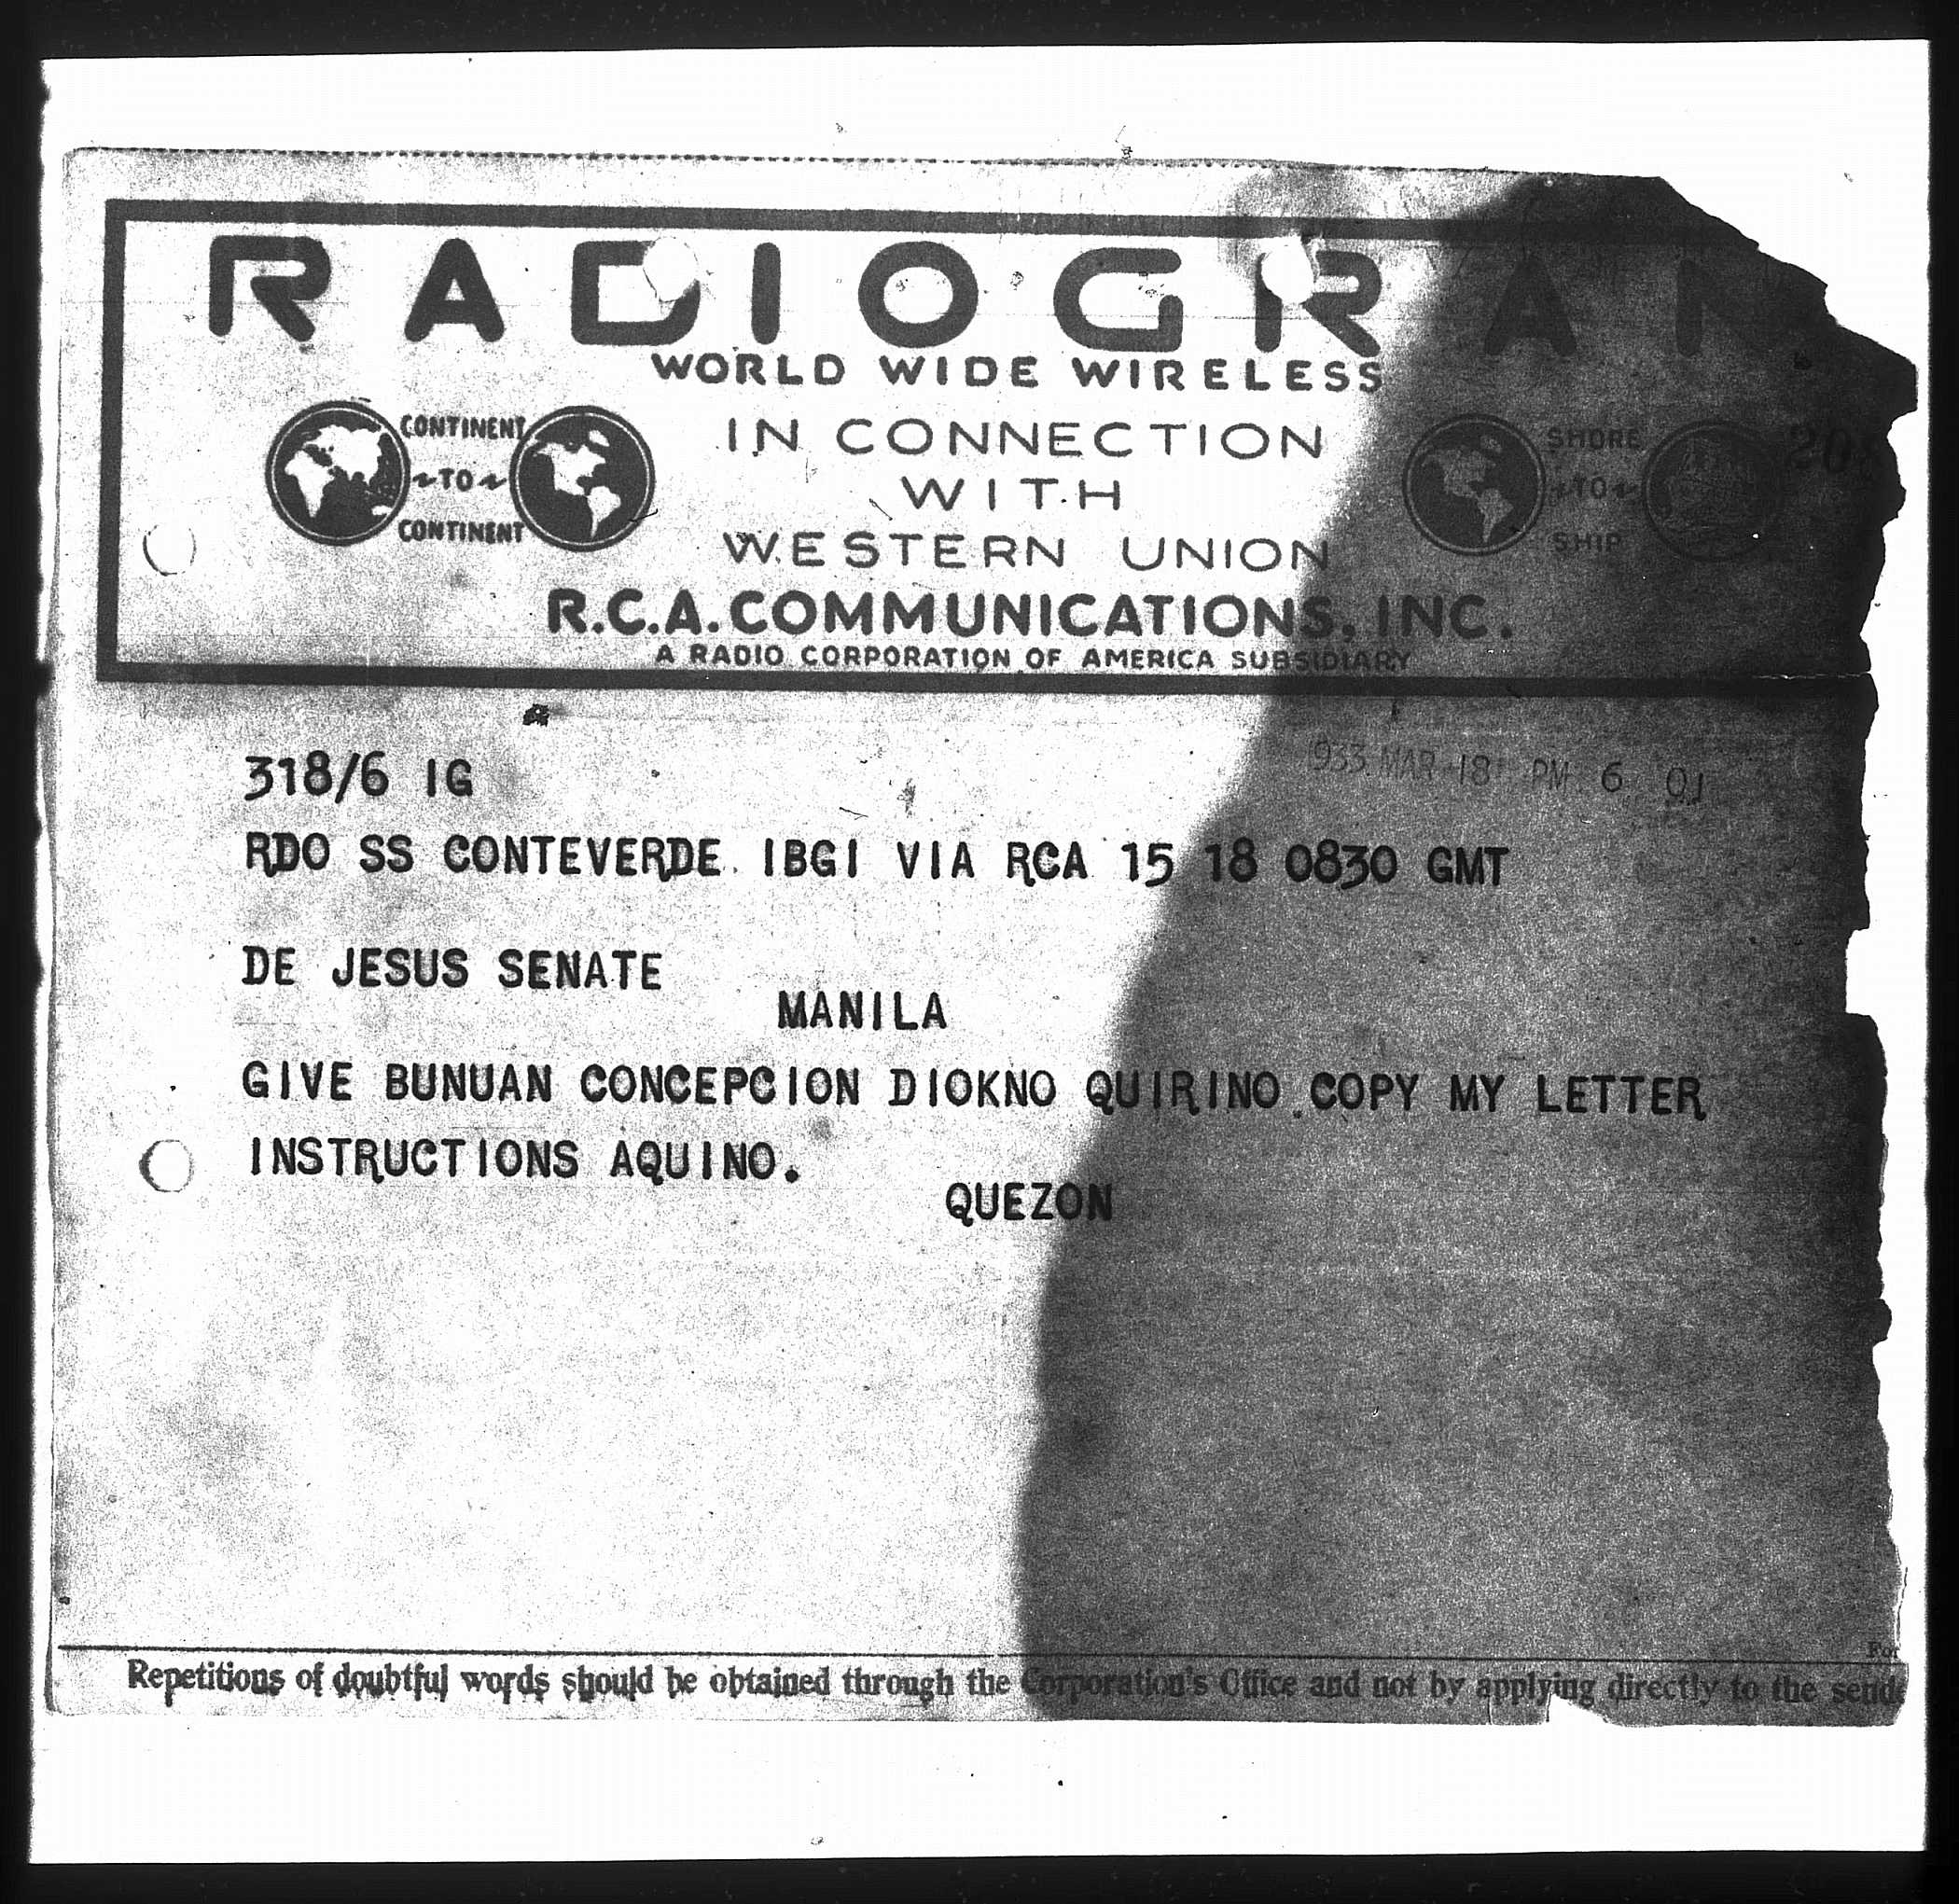 RADIOGRAM
WORLD WIDE WIRELESS
CONTINENT
TO
CONTINENT
IN CONNECTION
WITH
WESTERN UNION
SHORE
TO
SHIP
R.C.A. COMMUNICATIONS, INC.
A RADIO CORPORATION OF AMERICA SUBSIDIARY
1933 MAR 18 PM 6 01
318/6 IG
RDO SS CONTEVERDE IBGI VIA RCA 15 18 0830 GMT
DE JESUS SENATE
MANILA
GIVE BUNUAN CONCEPCION DIOKNO QUIRINO COPY MY LETTER
INSTRUCTIONS AQUINO.
QUEZON
Repetitions of doubtful words should be obtained through the Corporation's Office and not by applying directly to the